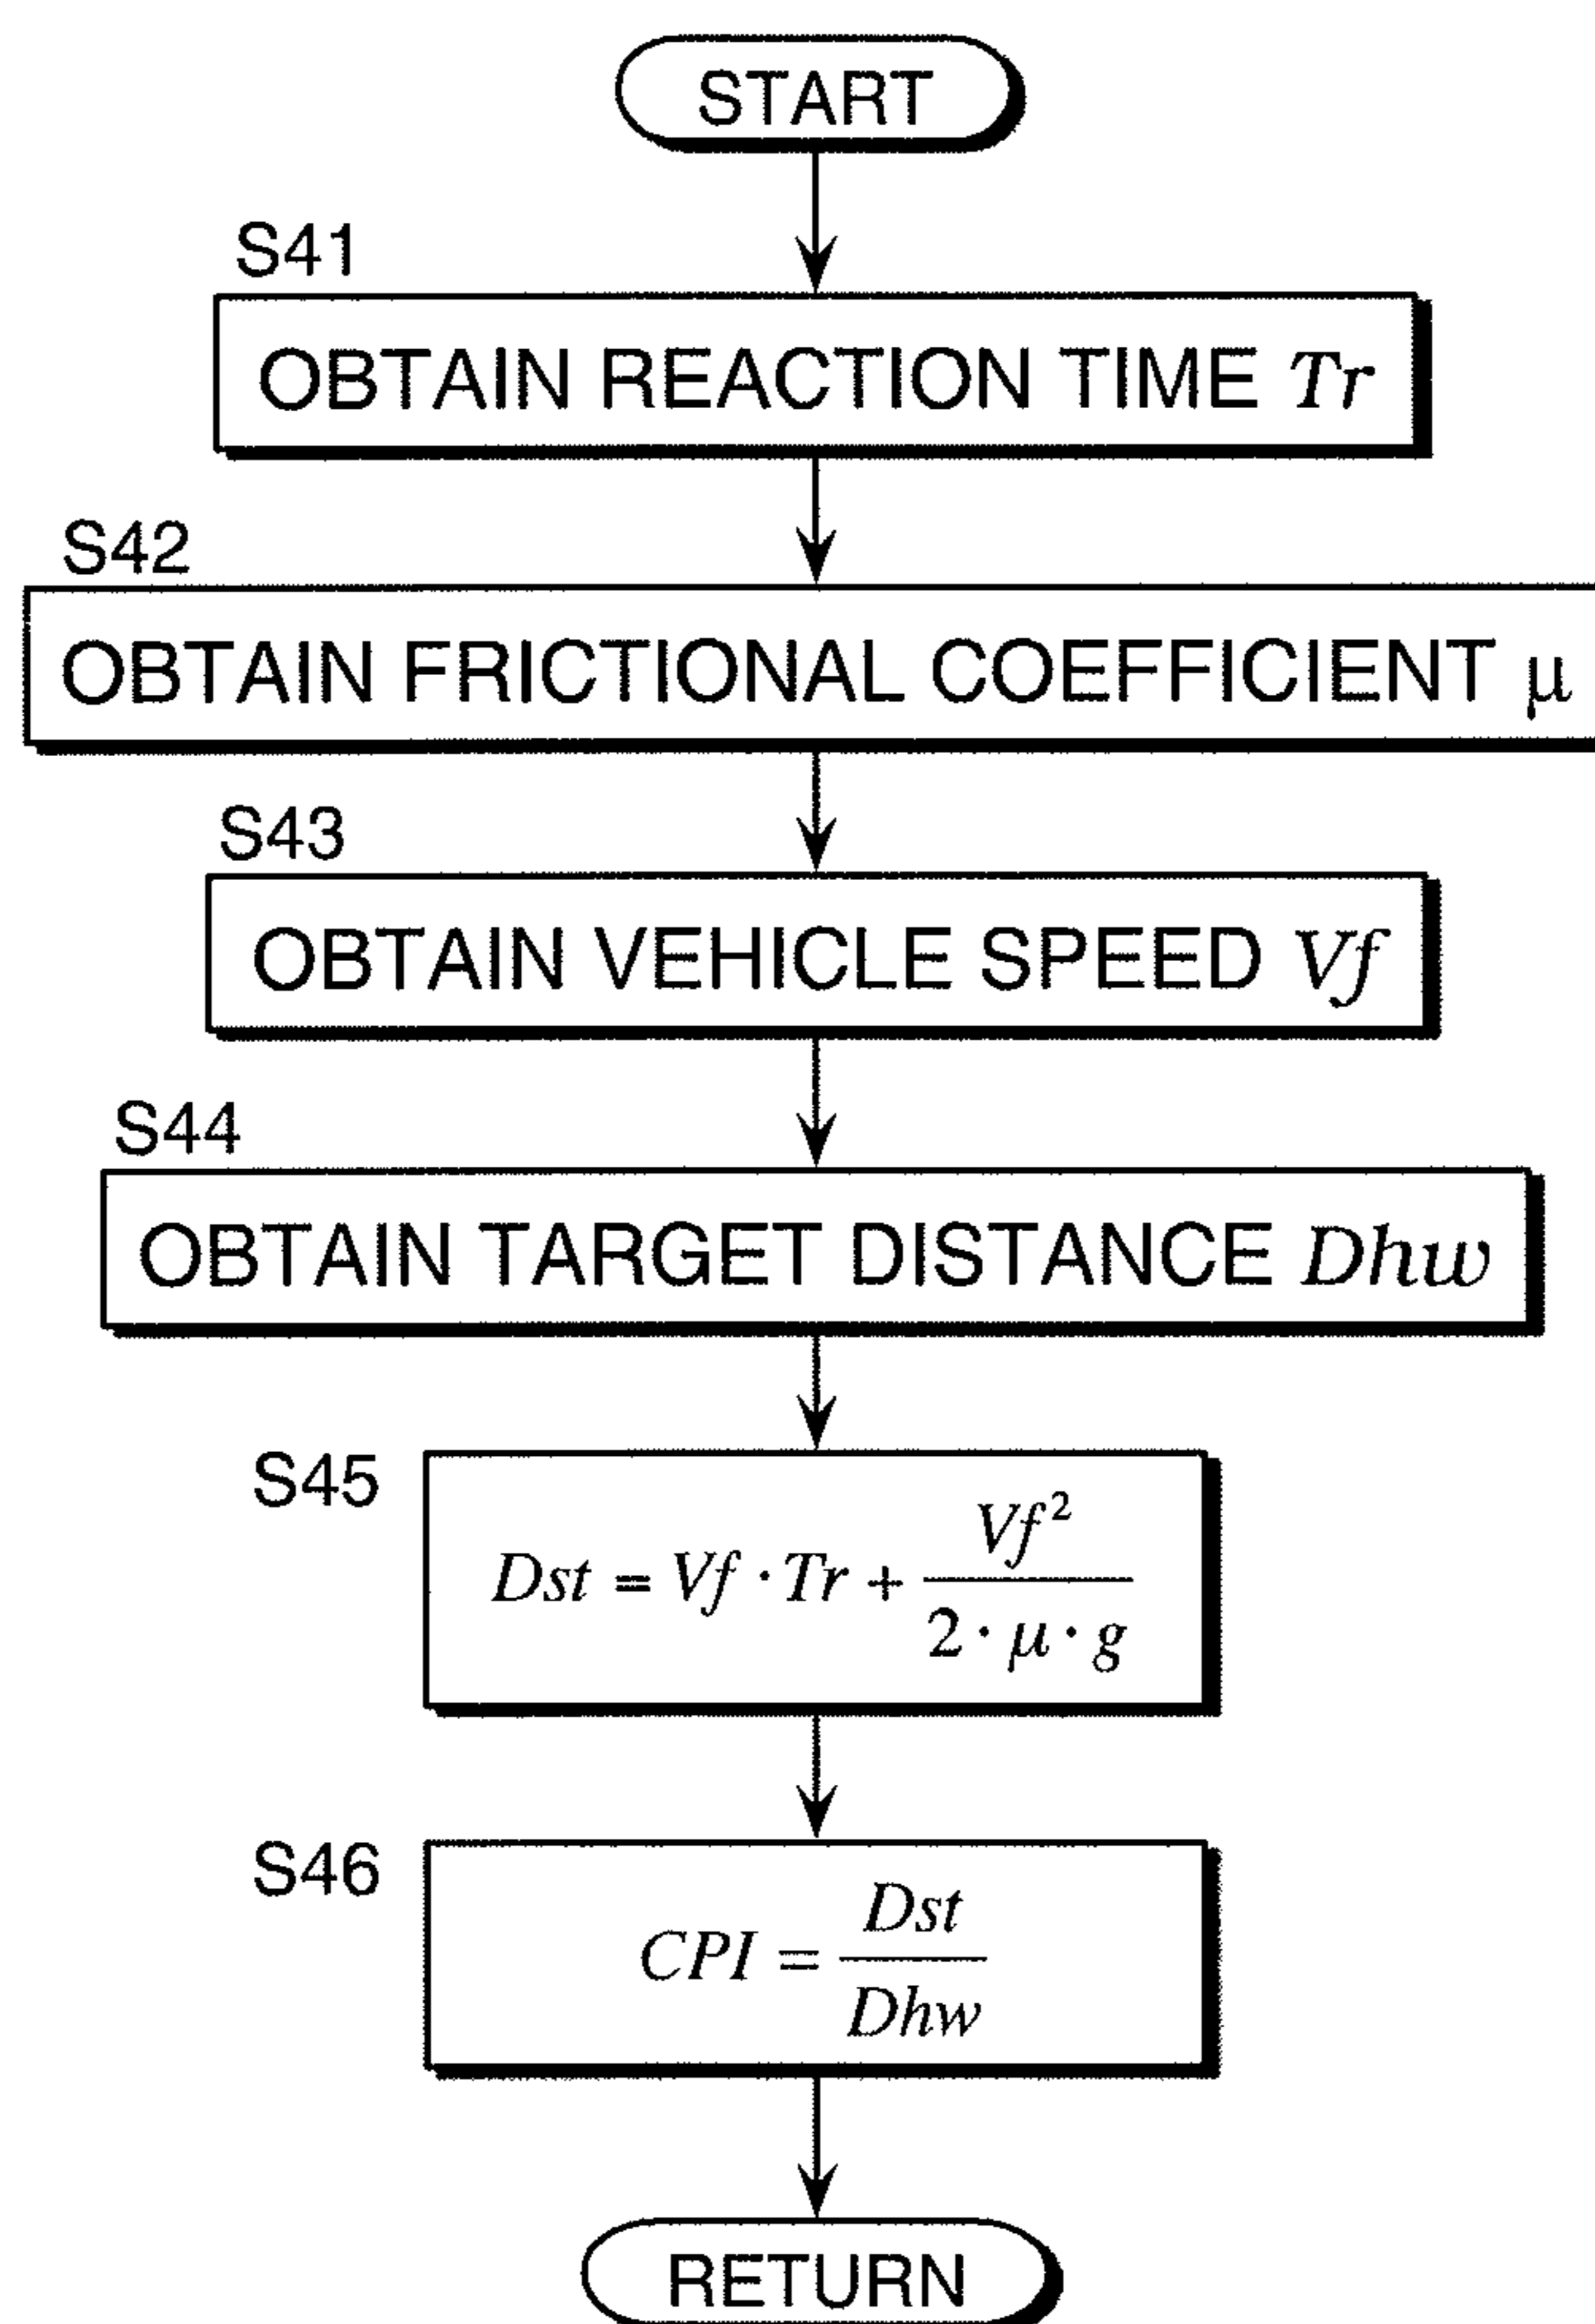 START
S41
OBTAIN REACTION TIME Tr
S42
OBTAIN FRICTIONAL COEFFICIENT μ
S43
OBTAIN VEHICLE SPEED Vf
S44
OBTAIN TARGET DISTANCE Dhw
S45
Dst = Vf · Tr + Vf² / 2 · μ · g
S46
CPI = Dst / Dhw
RETURN